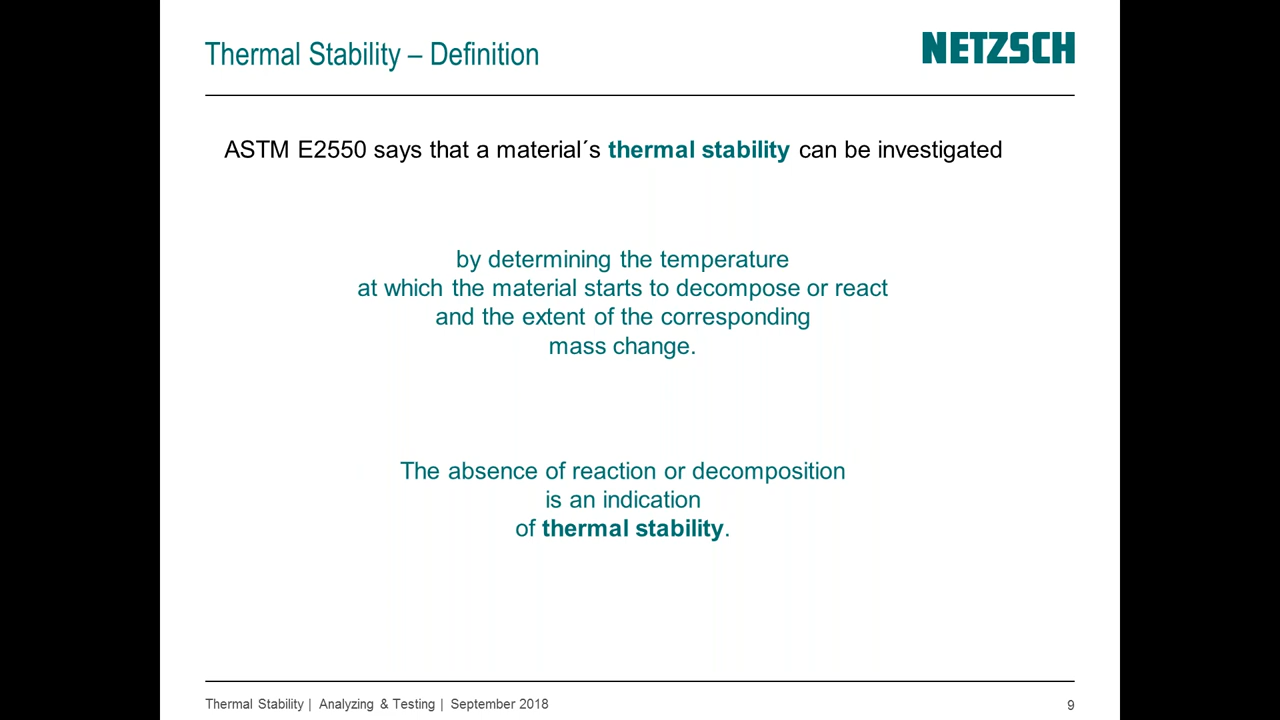 Thermal Stability – Definition
NETZSCH
ASTM E2550 says that a material´s thermal stability can be investigated
by determining the temperature
at which the material starts to decompose or react
and the extent of the corresponding
mass change.
The absence of reaction or decomposition
is an indication
of thermal stability.
Thermal Stability | Analyzing & Testing | September 2018
9